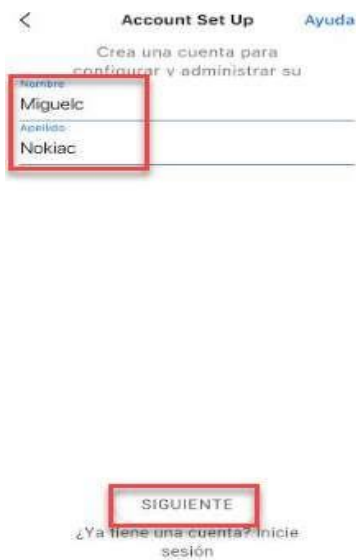 Account Set Up Ayuda
Crea una cuenta para
configurar y administrar su
Nombre
Miguelc
Apellido
Nokiac
SIGUIENTE
¿Ya tiene una cuenta? Inicie
sesión